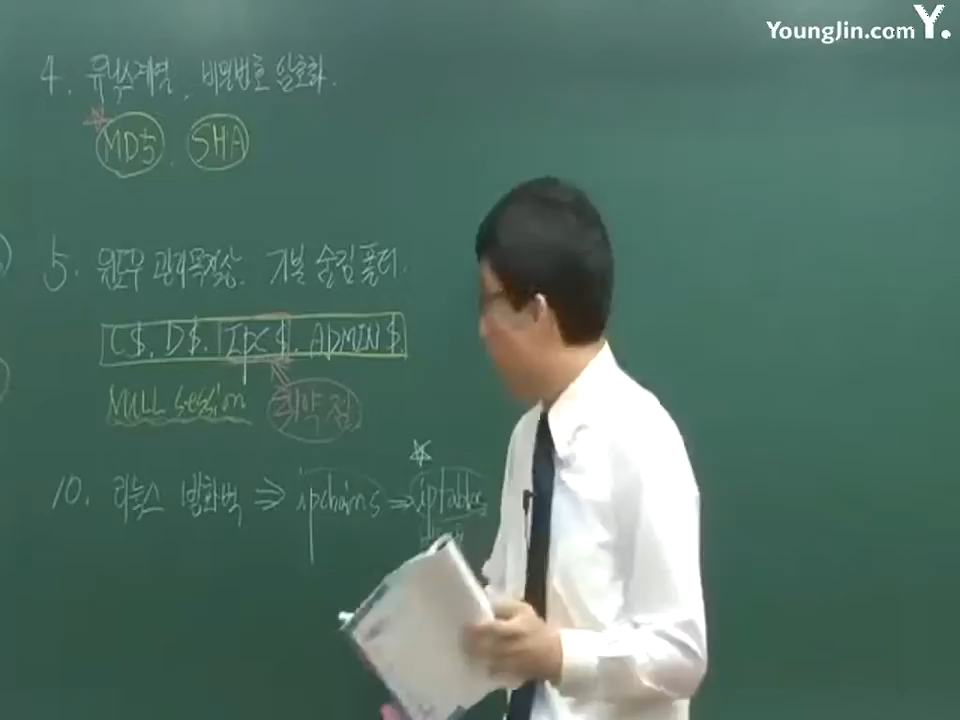 YoungJin.com Y.
4. 유닉스계열, 비밀번호 암호화.
MD5, SHA
5. 윈도우 관리목적상. 기본 숨김 폴더.
C$, D$, IPC$, ADMIN$
NULL session 취약점
10. 리눅스 방화벽 ⇒ ipchains ⇒ iptables